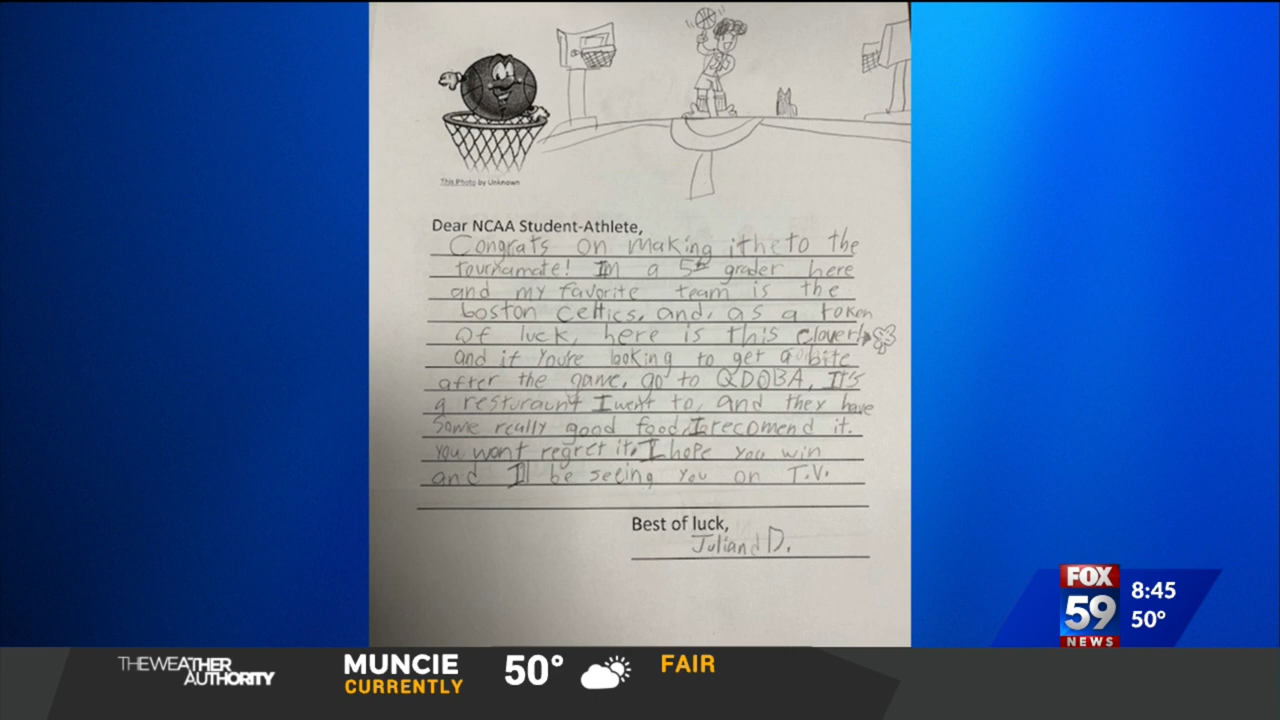 This Photo by Unknown
Dear NCAA Student-Athlete,
Congrats on making itheto the
tournamate! Im a 5th grader here
and my favorite team is the
boston celtics, and, as a token
Of luck, here is this clover!
and if you're looking to get a bite
after the game, go to QDOBA, It's
a resturaunt I went to, and they have
Some really good food, I recomend it.
you wont regret it. I hope you win
and I'll be seeing you on T.V.
Best of luck,
Juliand D.
FOX
59
NEWS
8:45
50°
THE WEATHER
AUTHORITY
MUNCIE
CURRENTLY
50°
FAIR